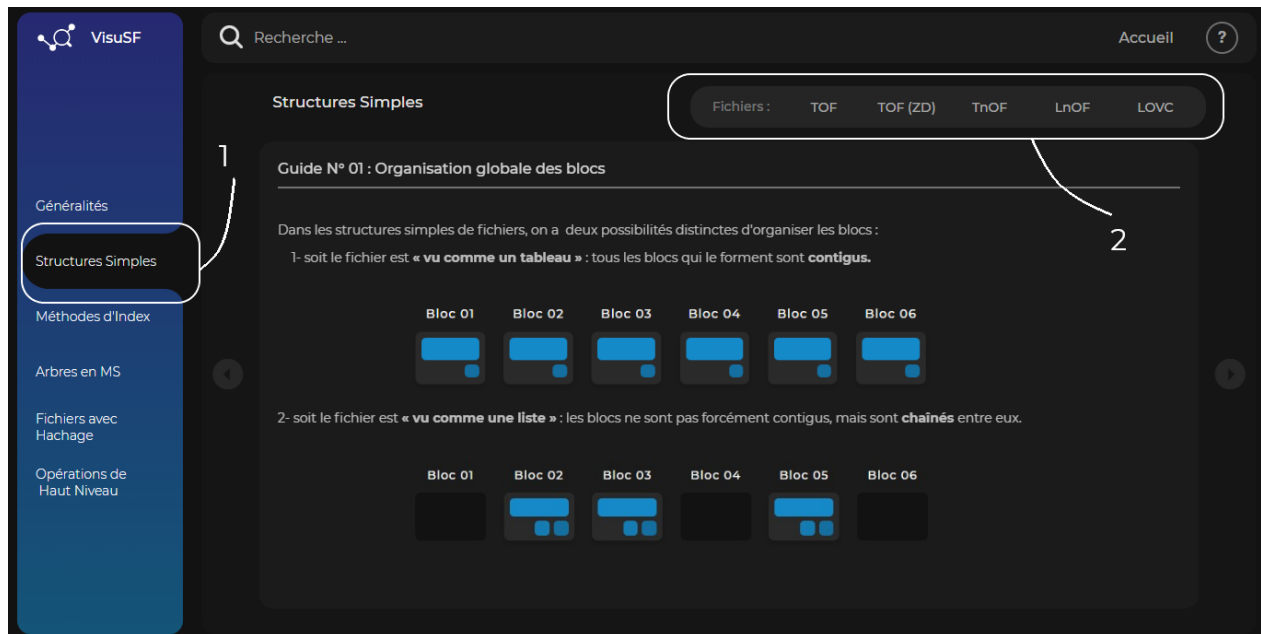 VisuSF
Recherche ...
Accueil
?
Structures Simples
Fichiers : TOF TOF (ZD) TnOF LnOF LOVC
1
Guide N° 01 : Organisation globale des blocs
Généralités
Structures Simples
Méthodes d'Index
Arbres en MS
Fichiers avec
Hachage
Opérations de
Haut Niveau
Dans les structures simples de fichiers, on a deux possibilités distinctes d'organiser les blocs :
2
1- soit le fichier est « vu comme un tableau » : tous les blocs qui le forment sont contigus.
Bloc 01 Bloc 02 Bloc 03 Bloc 04 Bloc 05 Bloc 06
2- soit le fichier est « vu comme une liste » : les blocs ne sont pas forcément contigus, mais sont chaînés entre eux.
Bloc 01 Bloc 02 Bloc 03 Bloc 04 Bloc 05 Bloc 06